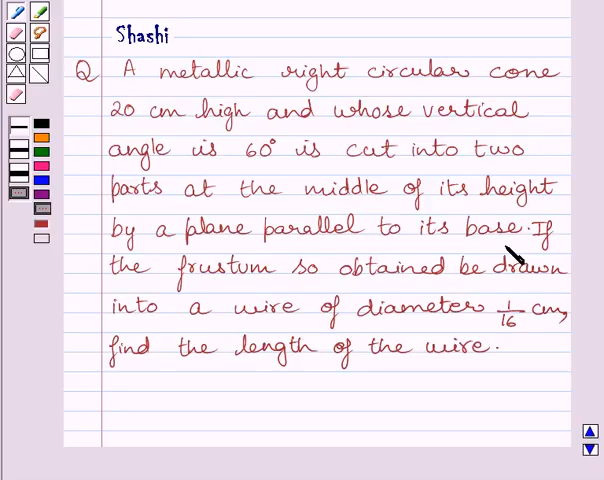 Shashi
Q A metallic right circular cone
20 cm high and whose vertical
angle is 60° is cut into two
parts at the middle of its height
by a plane parallel to its base. If
the frustum so obtained be drawn
into a wire of diameter 1/16 cm,
find the length of the wire.